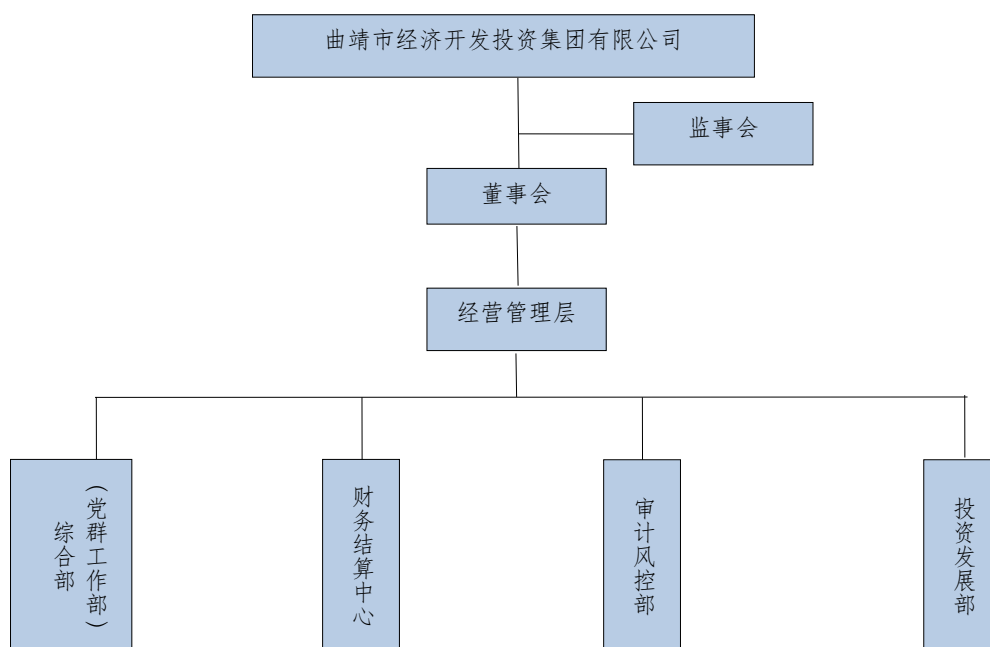 曲靖市经济开发投资集团有限公司
监事会
董事会
经营管理层
综合部
（党群工作部）
财务结算中心
审计风控部
投资发展部